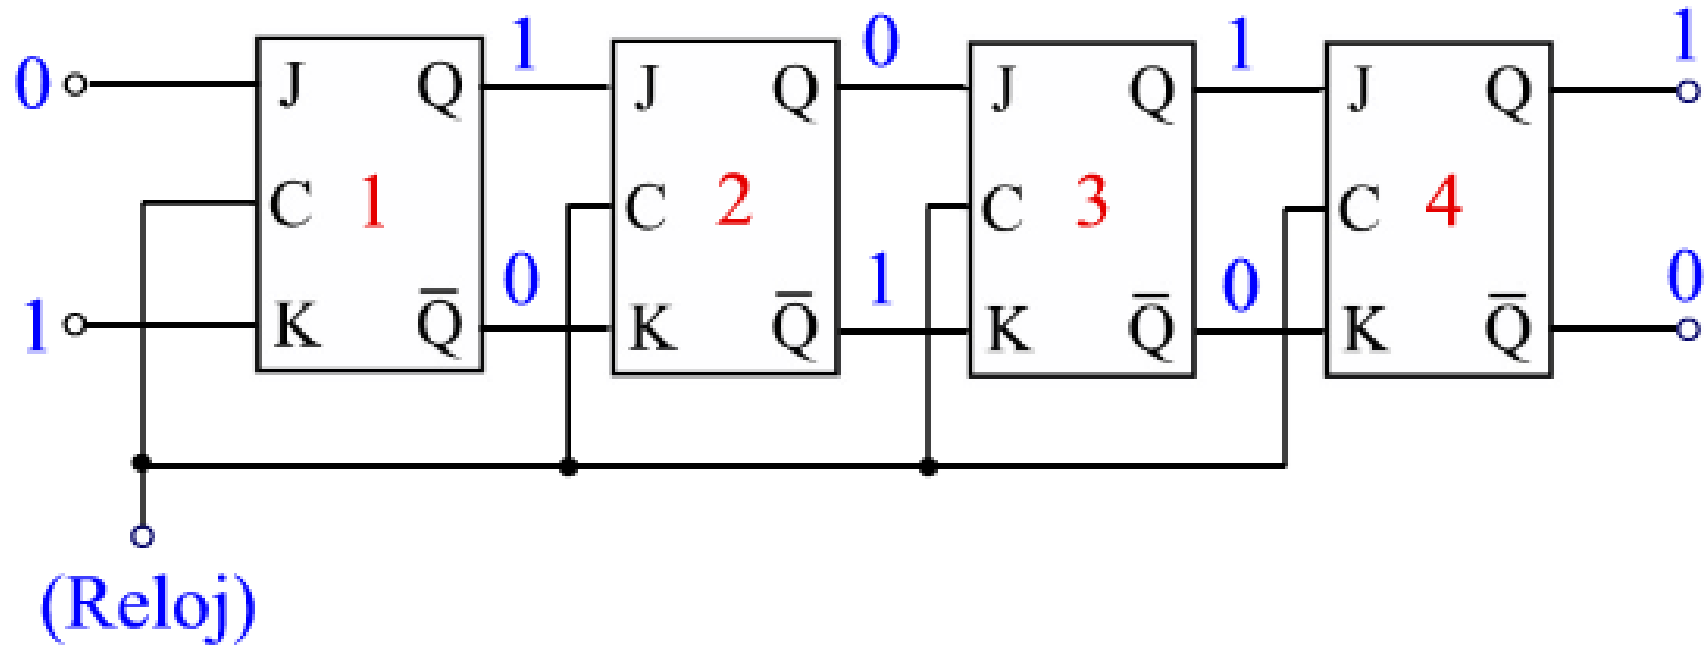 1 0 1 1
0 J Q J Q J Q J Q
C 1 C 2 C 3 C 4
0 1 0 0
1 K Q̅ K Q̅ K Q̅ K Q̅
(Reloj)